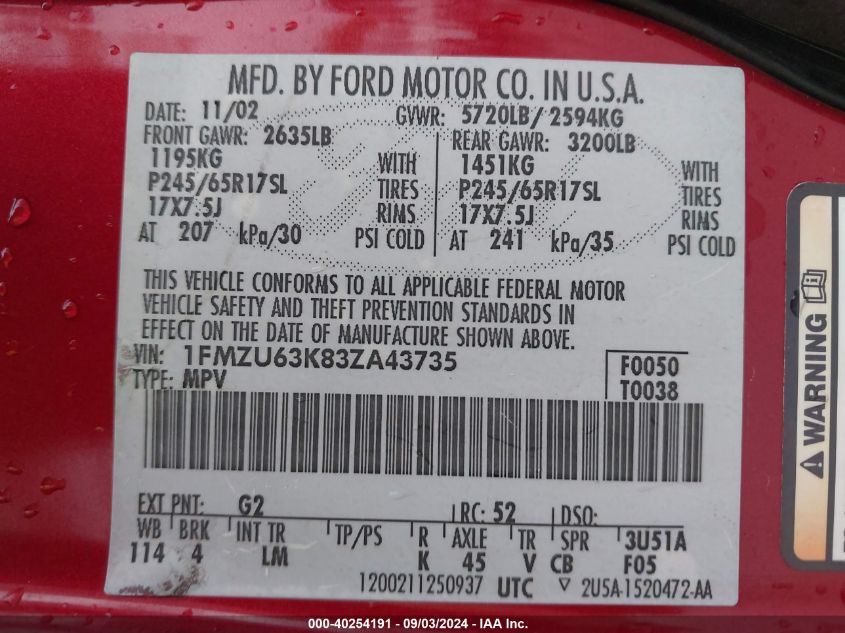 MFD. BY FORD MOTOR CO. IN U.S.A.
DATE: 11/02 GVWR: 5720LB/ 2594KG
FRONT GAWR: 2635LB REAR GAWR: 3200LB
1195KG WITH 1451KG WITH
P245/65R17SL TIRES P245/65R17SL TIRES
17X7.5J RIMS 17X7.5J RIMS
AT 207 kPa/30 PSI COLD AT 241 kPa/35 PSI COLD
THIS VEHICLE CONFORMS TO ALL APPLICABLE FEDERAL MOTOR
VEHICLE SAFETY AND THEFT PREVENTION STANDARDS IN
EFFECT ON THE DATE OF MANUFACTURE SHOWN ABOVE.
VIN: 1FMZU63K83ZA43735 F0050
TYPE: MPV T0038
EXT PNT: G2 RC: 52 DSO:
WB BRK INT TR TP/PS R AXLE TR SPR 3U51A
114 4 LM K 45 V CB F05
1200211250937 UTC 2U5A-1520472-AA
WARNING
000-40254191 - 09/03/2024 - IAAI Inc.